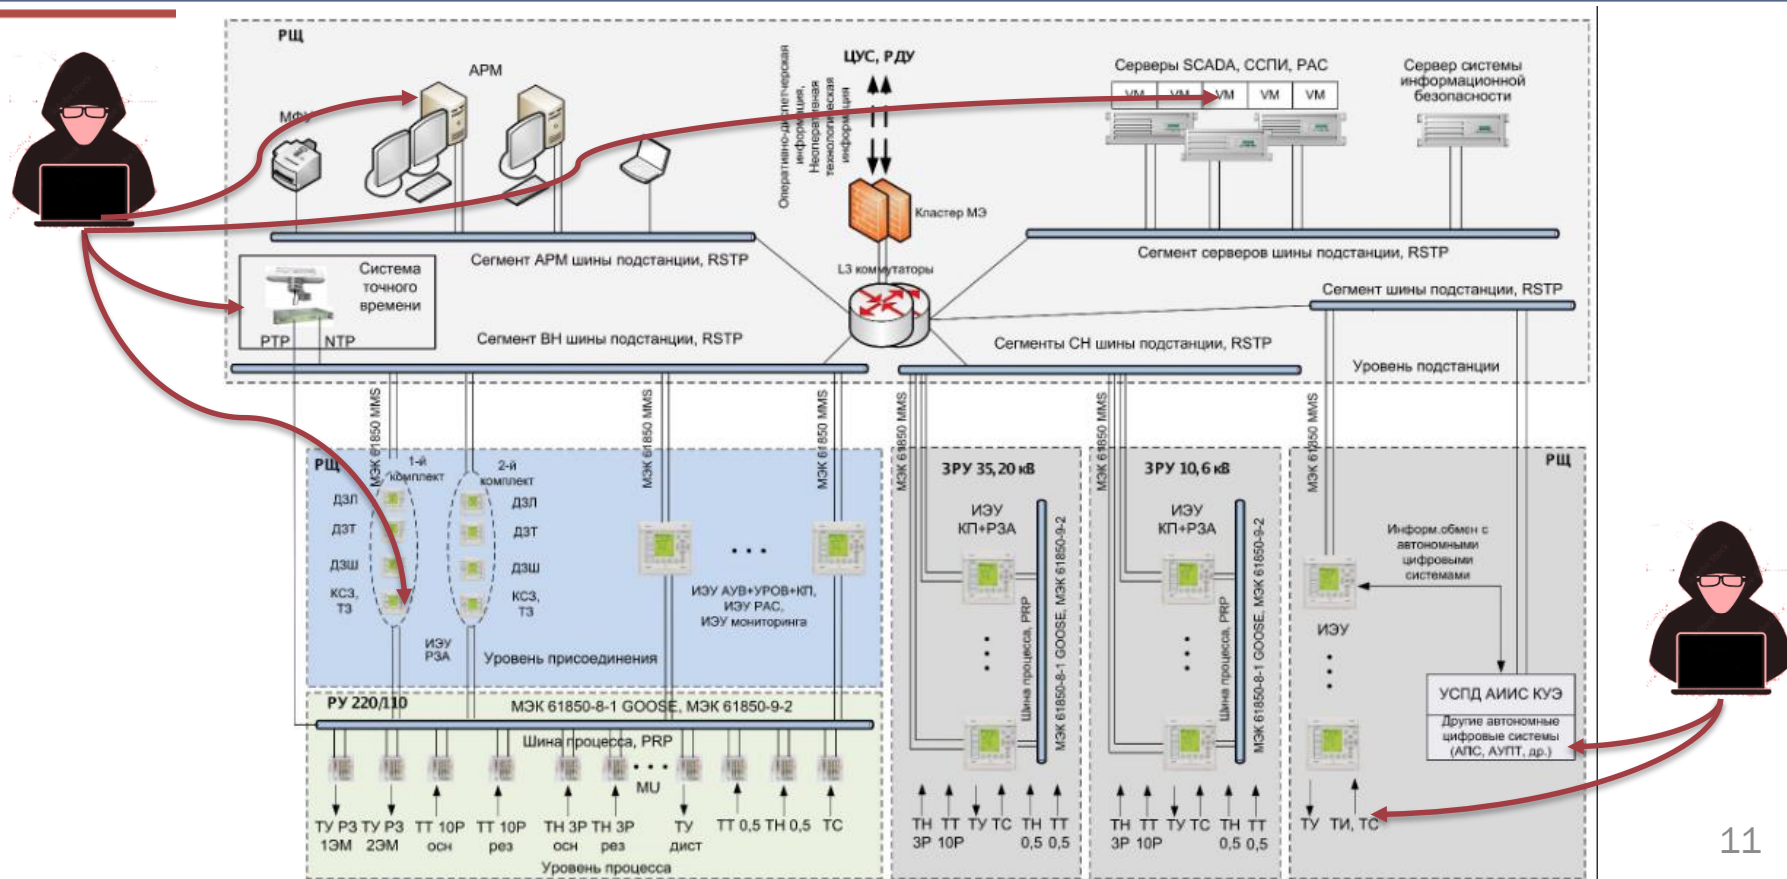 РЩ
АРМ
МФУ
Оперативно-диспетчерская
информация,
Неоперативная
технологическая
информация
ЦУС, РДУ
Кластер МЭ
Серверы SCADA, ССПИ, РАС
VM VM VM VM VM
Сервер системы
информационной
безопасности
Сегмент АРМ шины подстанции, RSTP
L3 коммутаторы
Сегмент серверов шины подстанции, RSTP
Система
точного
времени
PTP NTP
Сегмент шины подстанции, RSTP
Сегмент ВН шины подстанции, RSTP
Сегменты СН шины подстанции, RSTP
Уровень подстанции
МЭК 61850 MMS
МЭК 61850 MMS
МЭК 61850 MMS
МЭК 61850 MMS
МЭК 61850 MMS
МЭК 61850 MMS
РЩ
1-й
комплект
2-й
комплект
ДЗЛ
ДЗТ
ДЗШ
КСЗ,
ТЗ
ДЗЛ
ДЗТ
ДЗШ
КСЗ,
ТЗ
ИЭУ
РЗА
. . .
ИЭУ АУВ+УРОВ+КП,
ИЭУ РАС,
ИЭУ мониторинга
Уровень присоединения
РУ 220/110
МЭК 61850-8-1 GOOSE, МЭК 61850-9-2
Шина процесса, PRP
MU
ТУ РЗ
1ЭМ
ТУ РЗ
2ЭМ
ТТ 10Р
осн
ТТ 10Р
рез
ТН 3Р
осн
ТН 3Р
рез
ТУ
дист
ТТ 0,5
ТН 0,5
ТС
Уровень процесса
ЗРУ 35,20 кВ
ИЭУ
КП+РЗА
Шина процесса, PRP
МЭК 61850-8-1 GOOSE, МЭК 61850-9-2
ТН ТТ ТУ ТС ТН ТТ
3Р 10Р 0,5 0,5
ЗРУ 10,6 кВ
ИЭУ
КП+РЗА
Шина процесса, PRP
МЭК 61850-8-1 GOOSE, МЭК 61850-9-2
ТН ТТ ТУ ТС ТН ТТ
3Р 10Р 0,5 0,5
РЩ
Информ.обмен с
автономными
цифровыми
системами
ИЭУ
УСПД АИИС КУЭ
Другие автономные
цифровые системы
(АПС, АУПТ, др.)
ТУ ТИ, ТС
11